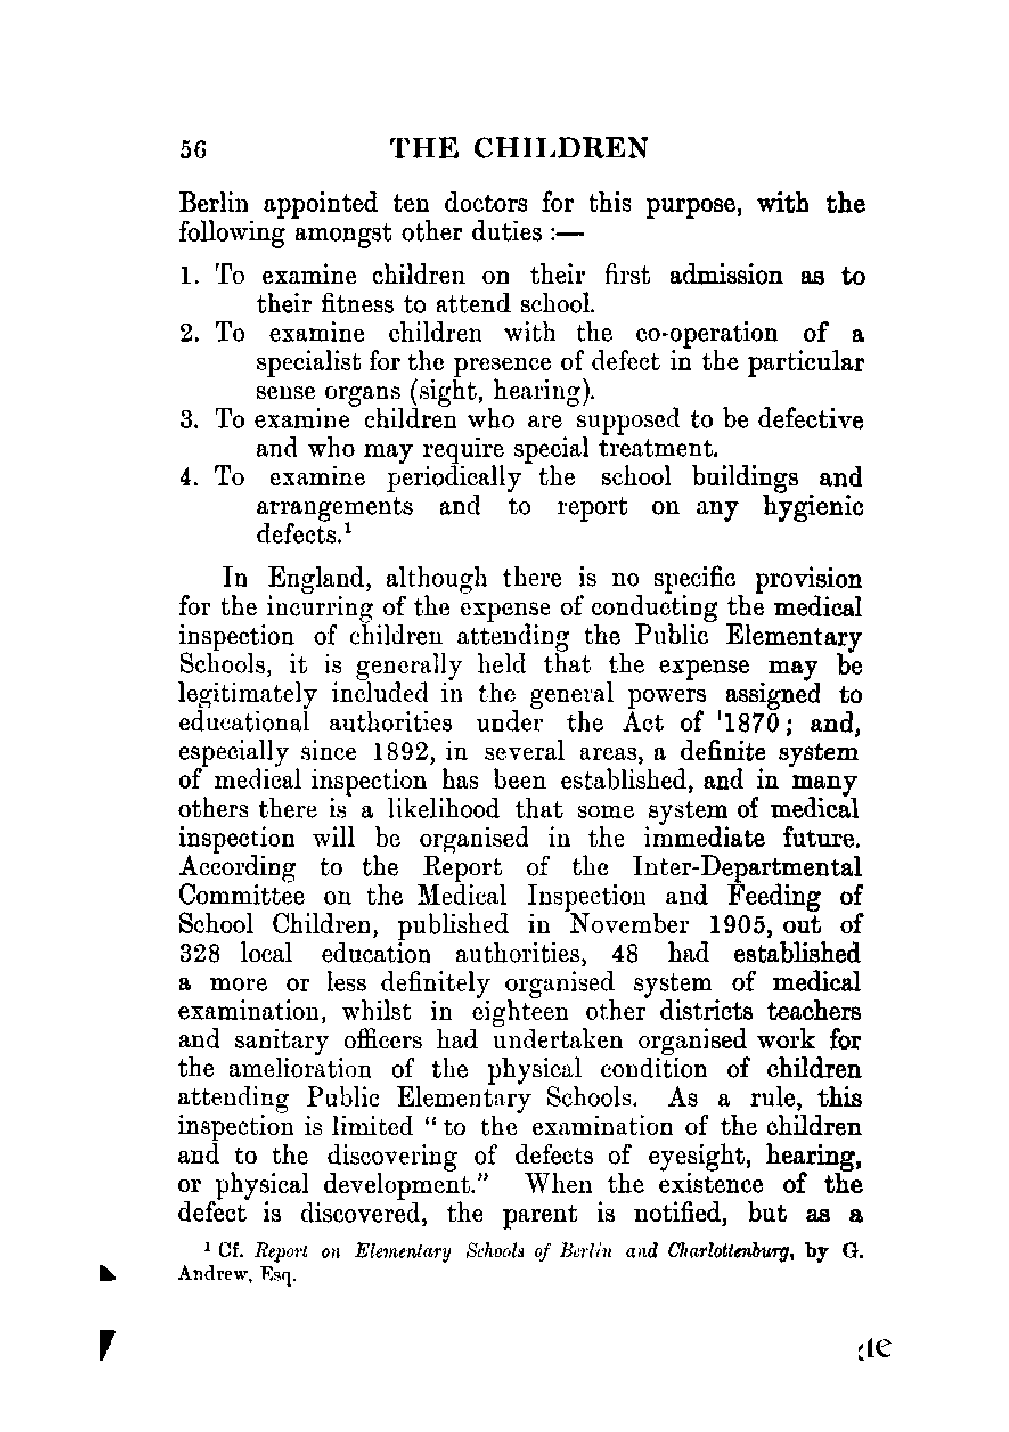 56 THE CHILDREN
Berlin appointed ten doctors for this purpose, with the
following amongst other duties :—
1. To examine children on their first admission as to
their fitness to attend school.
2. To examine children with the co-operation of a
specialist for the presence of defect in the particular
sense organs (sight, hearing).
3. To examine children who are supposed to be defective
and who may require special treatment.
4. To examine periodically the school buildings and
arrangements and to report on any hygienic
defects.¹
In England, although there is no specific provision
for the incurring of the expense of conducting the medical
inspection of children attending the Public Elementary
Schools, it is generally held that the expense may be
legitimately included in the general powers assigned to
educational authorities under the Act of '1870; and,
especially since 1892, in several areas, a definite system
of medical inspection has been established, and in many
others there is a likelihood that some system of medical
inspection will be organised in the immediate future.
According to the Report of the Inter-Departmental
Committee on the Medical Inspection and Feeding of
School Children, published in November 1905, out of
328 local education authorities, 48 had established
a more or less definitely organised system of medical
examination, whilst in eighteen other districts teachers
and sanitary officers had undertaken organised work for
the amelioration of the physical condition of children
attending Public Elementary Schools. As a rule, this
inspection is limited “to the examination of the children
and to the discovering of defects of eyesight, hearing,
or physical development.” When the existence of the
defect is discovered, the parent is notified, but as a
¹ Cf. Report on Elementary Schools of Berlin and Charlottenburg, by G.
Andrew, Esq.